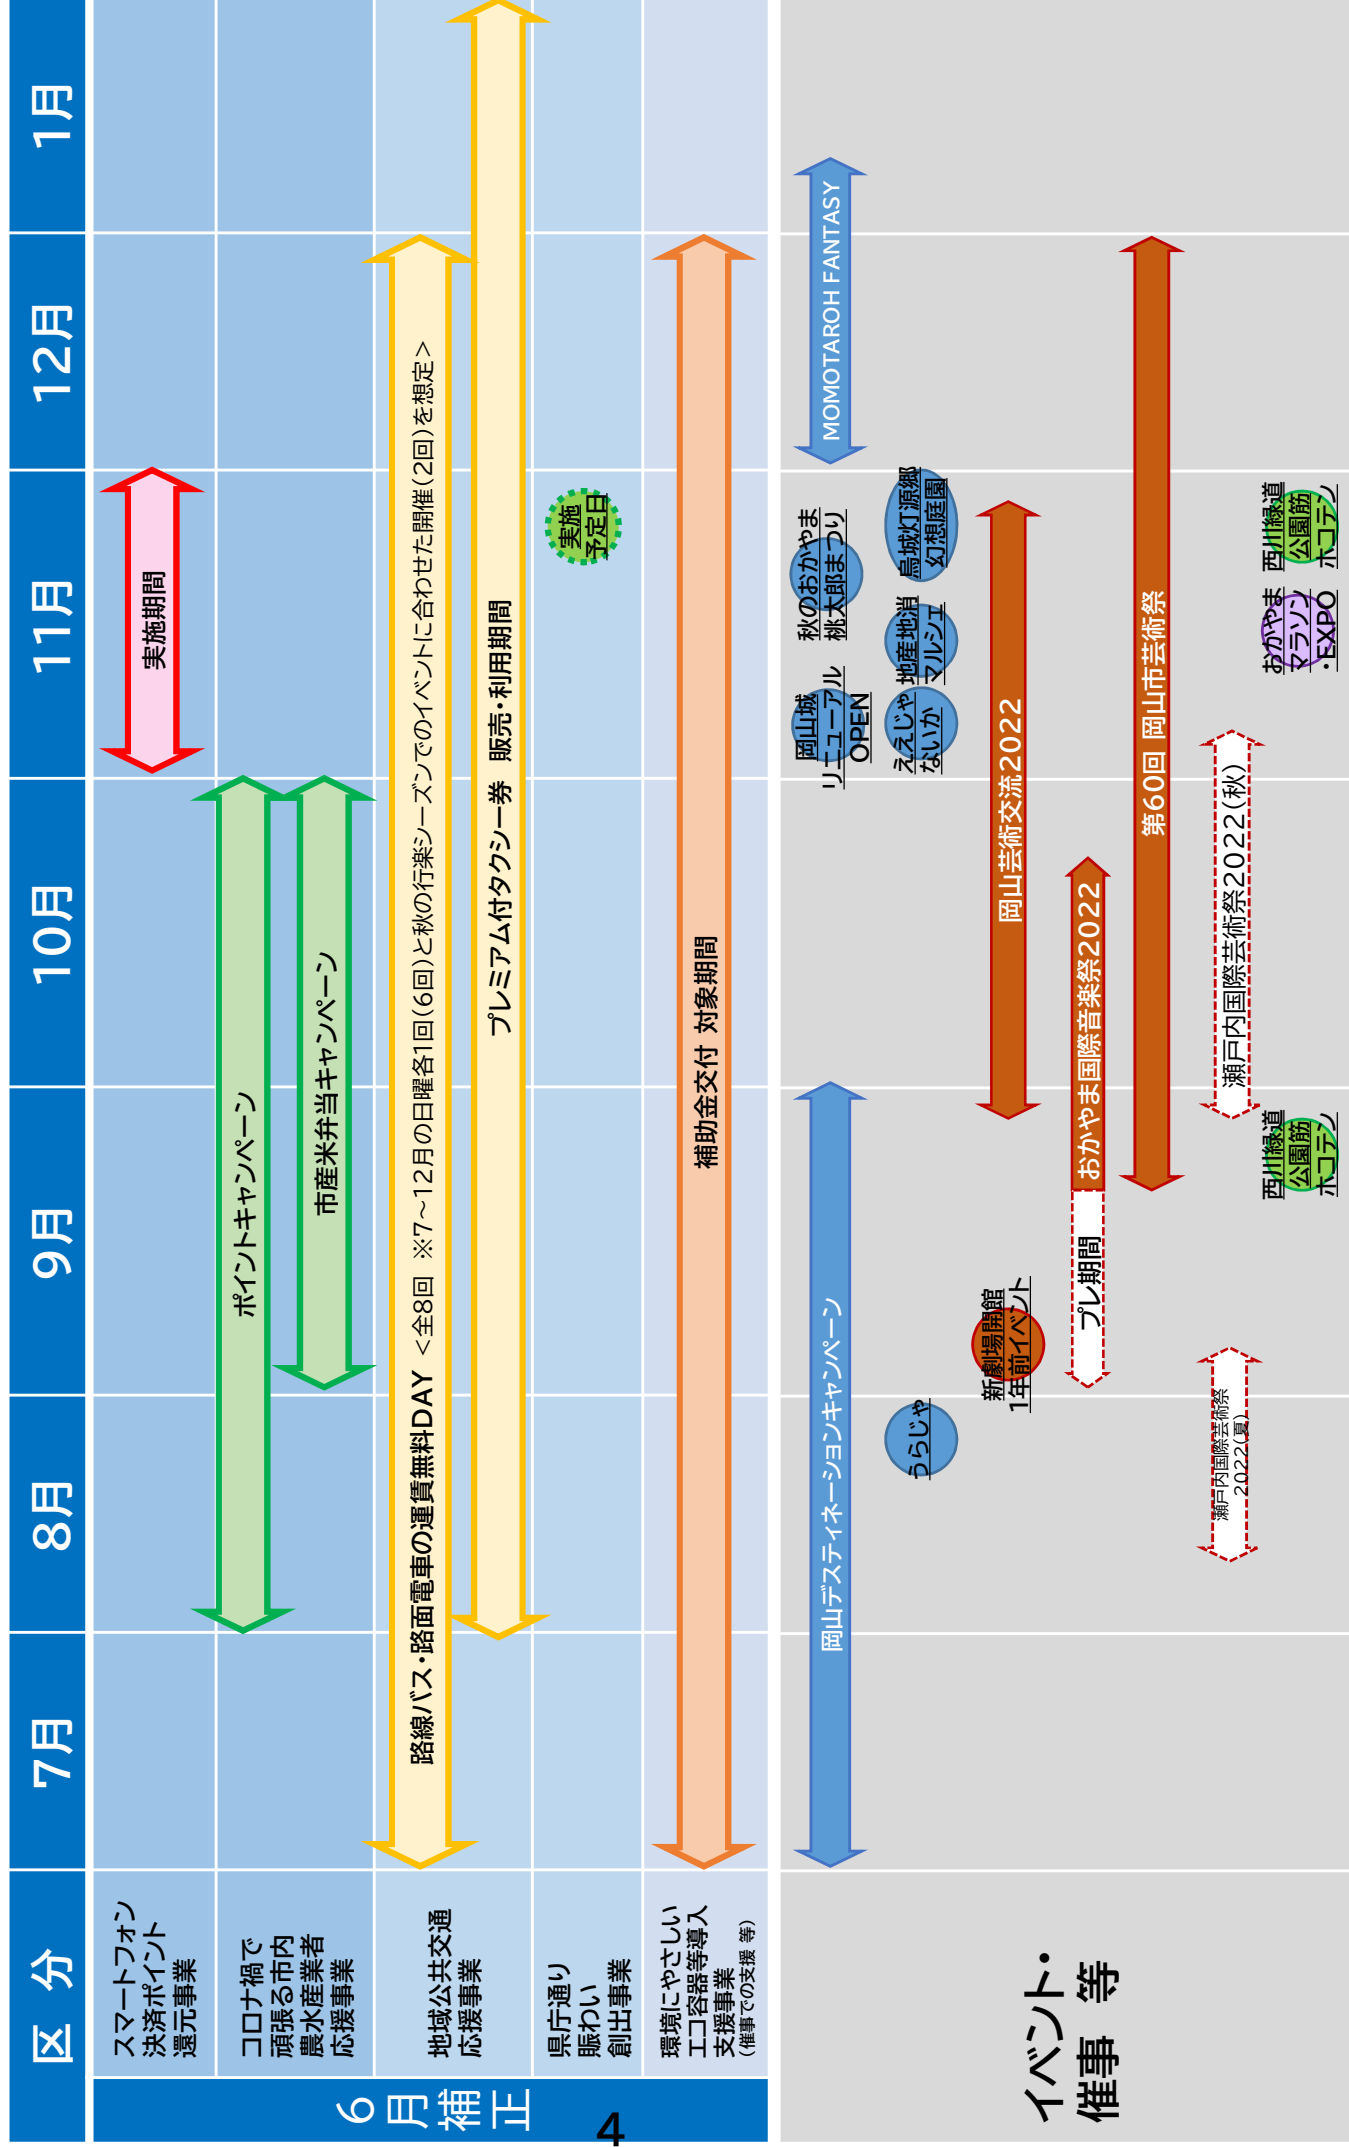 区 分
7月
8月
9月
10月
11月
12月
1月
6月補正
スマートフォン
決済ポイント
還元事業
実施期間
コロナ禍で
頑張る市内
農水産業者
応援事業
ポイントキャンペーン
市産米弁当キャンペーン
地域公共交通
応援事業
路線バス・路面電車の運賃無料DAY <全8回 ※7~12月の日曜各1回(6回)と秋の行楽シーズンでのイベントに合わせた開催(2回)を想定>
プレミアム付タクシー券 販売・利用期間
県庁通り
賑わい
創出事業
実施
予定日
環境にやさしい
エコ容器等導入
支援事業
(催事での支援 等)
補助金交付 対象期間
イベント・
催事 等
岡山デスティネーションキャンペーン
岡山城
リニューアル
OPEN
秋のおかやま
桃太郎まつり
MOMOTAROH FANTASY
うらじゃ
ええじゃ
ないか
地産地消
マルシェ
烏城灯源郷
幻想庭園
新劇場開館
1年前イベント
岡山芸術交流2022
プレ期間
おかやま国際音楽祭2022
第60回 岡山市芸術祭
瀬戸内国際芸術祭
2022(夏)
瀬戸内国際芸術祭2022(秋)
西川緑道
公園筋
ホコテン
おかやま
マラソン
・EXPO
西川緑道
公園筋
ホコテン
4